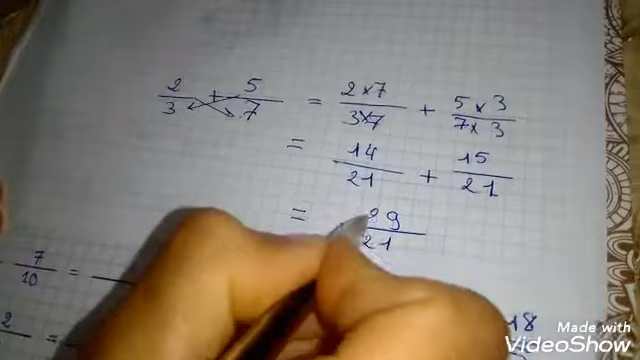 2/3 + 5/7 = 2×7/3×7 + 5×3/7×3
= 14/21 + 15/21
= 29/21
7/10 =
2 =
18
Made with
VideoShow